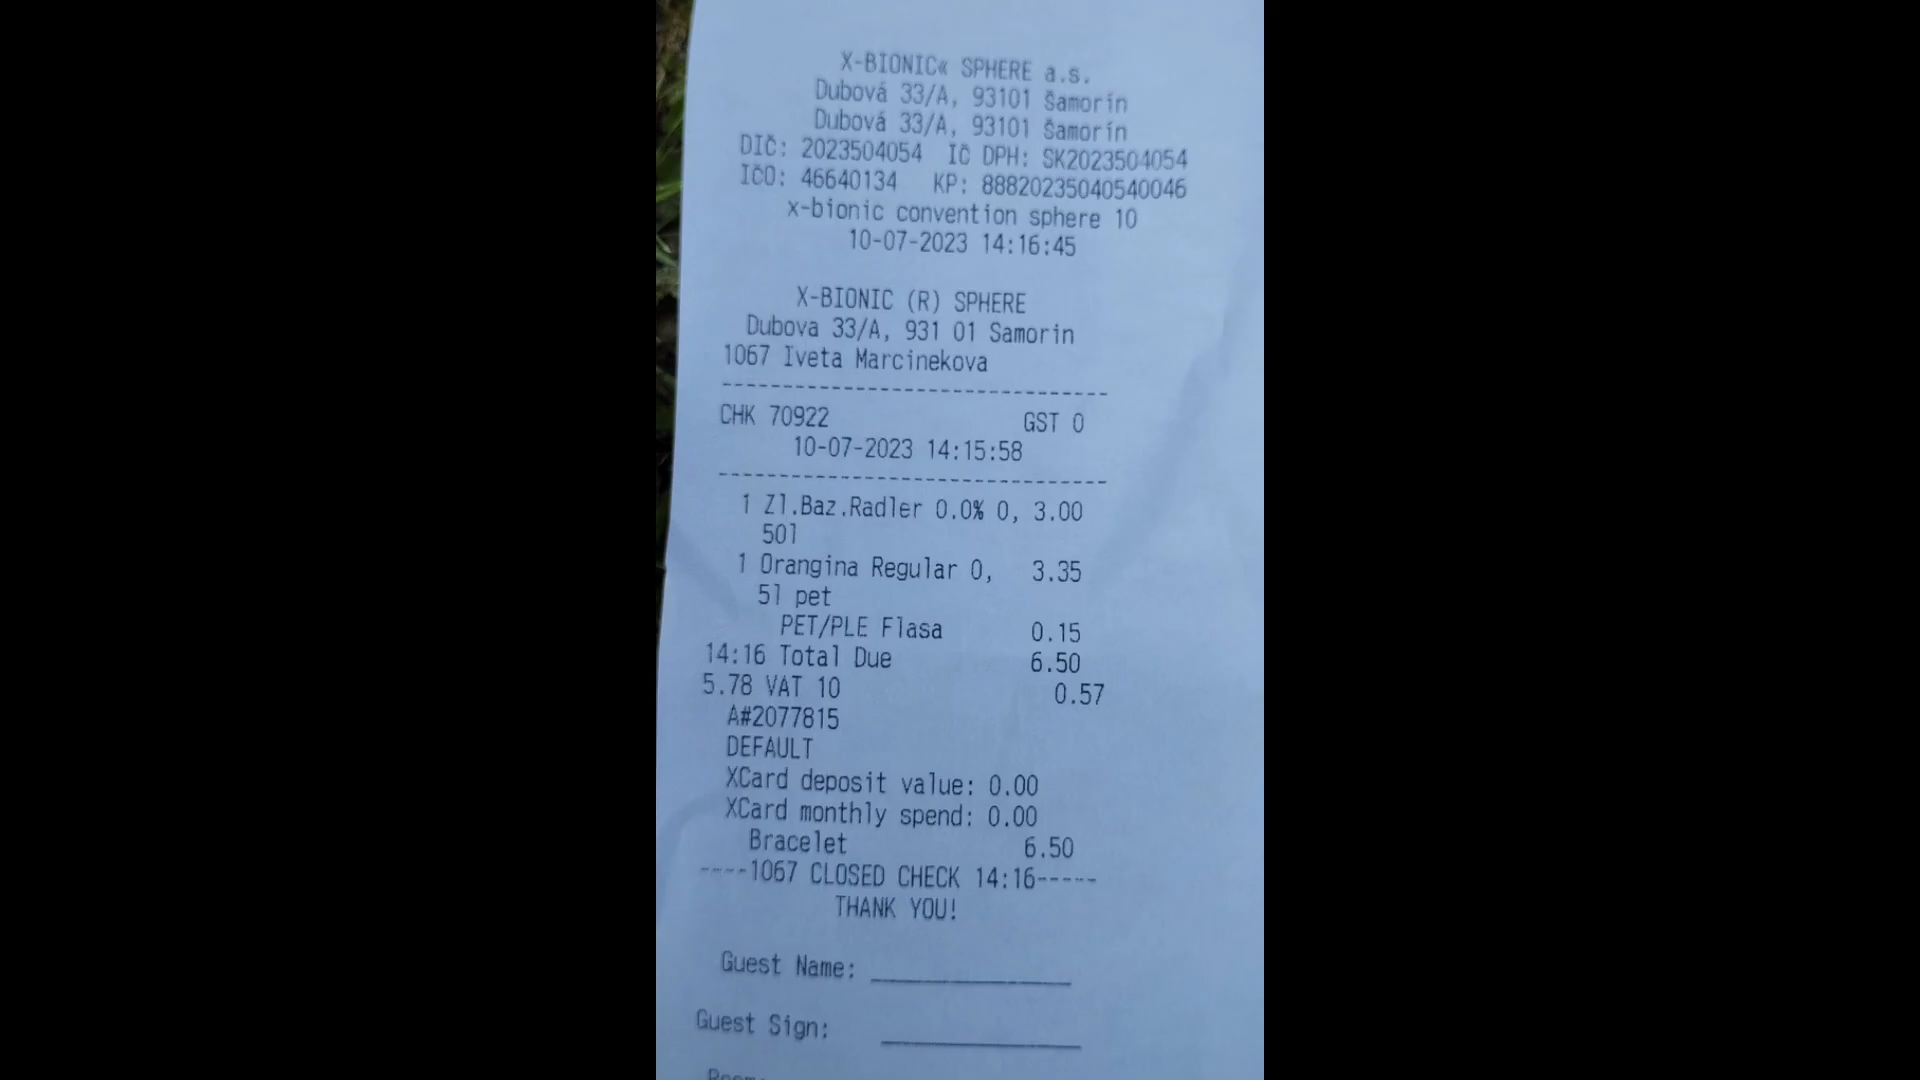 X-BIONIC« SPHERE a.s.
Dubová 33/A, 93101 Šamorín
Dubová 33/A, 93101 Šamorín
DIČ: 2023504054 IČ DPH: SK2023504054
IČO: 46640134 KP: 88820235040540046
x-bionic convention sphere 10
10-07-2023 14:16:45
X-BIONIC (R) SPHERE
Dubova 33/A, 931 01 Samorin
1067 Iveta Marcinekova
--------------------------------
CHK 70922 GST 0
10-07-2023 14:15:58
--------------------------------
1 Zl.Baz.Radler 0.0% 0, 3.00
50l
1 Orangina Regular 0, 3.35
5l pet
PET/PLE Flasa 0.15
14:16 Total Due 6.50
5.78 VAT 10 0.57
A#2077815
DEFAULT
XCard deposit value: 0.00
XCard monthly spend: 0.00
Bracelet 6.50
----1067 CLOSED CHECK 14:16-----
THANK YOU!
Guest Name: ________________
Guest Sign: ________________